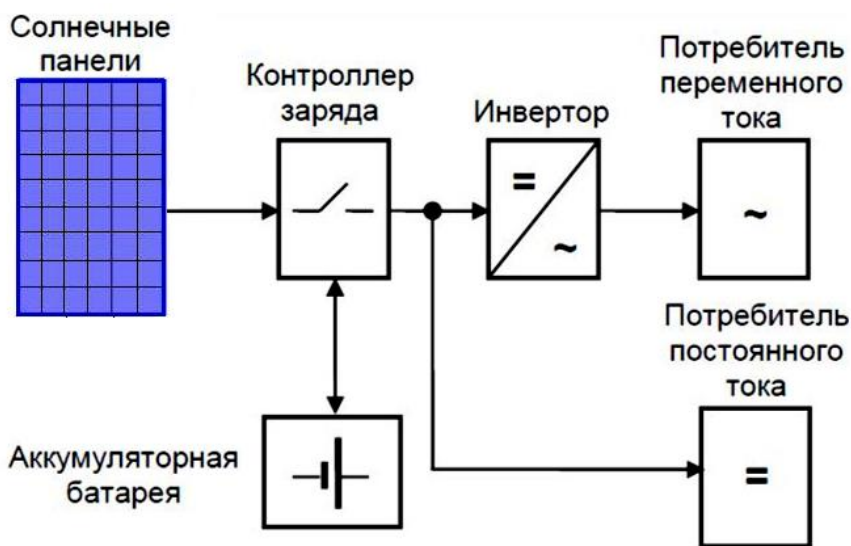 Солнечные
панели
Контроллер
заряда
Инвертор
Потребитель
переменного
тока
=
~
~
Потребитель
постоянного
тока
=
Аккумуляторная
батарея